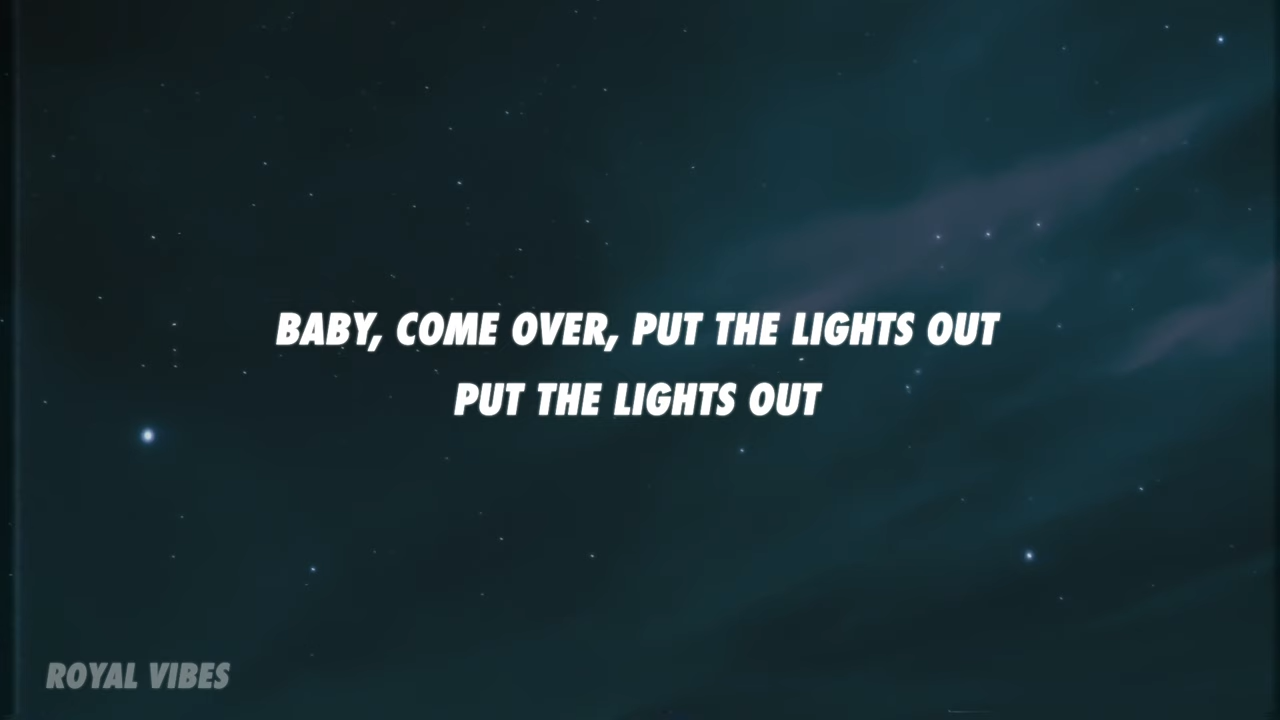 BABY, COME OVER, PUT THE LIGHTS OUT
PUT THE LIGHTS OUT
ROYAL VIBES